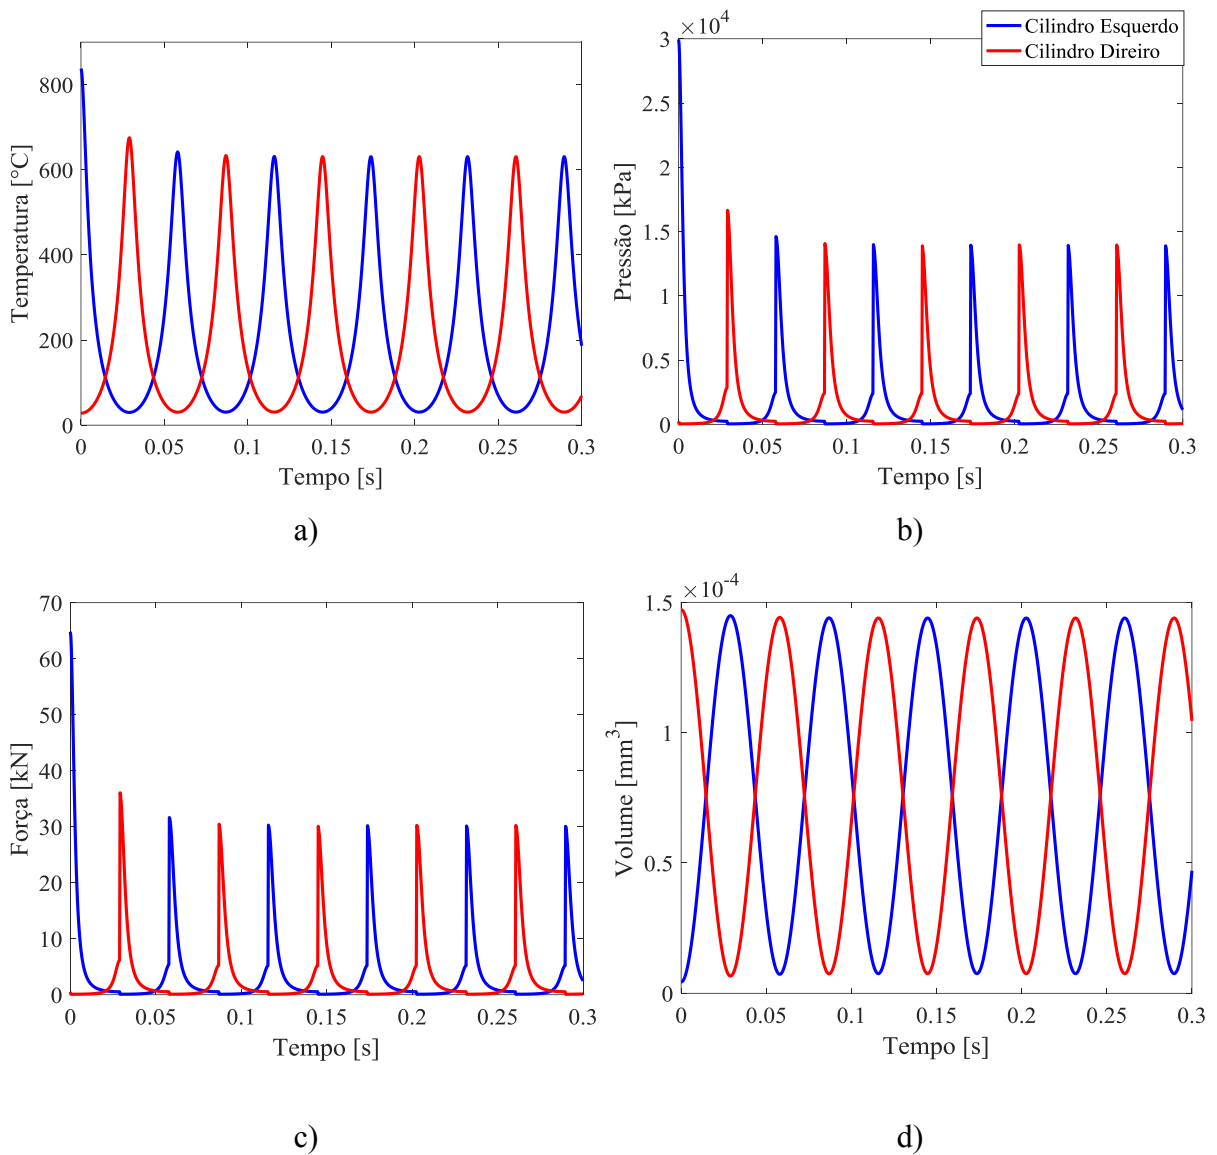 Temperatura [°C]
800
600
400
200
0
0 0.05 0.1 0.15 0.2 0.25 0.3
Tempo [s]
a)
×10⁴
Cilindro Esquerdo
Cilindro Direiro
Pressão [kPa]
3
2.5
2
1.5
1
0.5
0
0 0.05 0.1 0.15 0.2 0.25 0.3
Tempo [s]
b)
Força [kN]
70
60
50
40
30
20
10
0
0 0.05 0.1 0.15 0.2 0.25 0.3
Tempo [s]
c)
×10⁻⁴
Volume [mm³]
1.5
1
0.5
0
0 0.05 0.1 0.15 0.2 0.25 0.3
Tempo [s]
d)